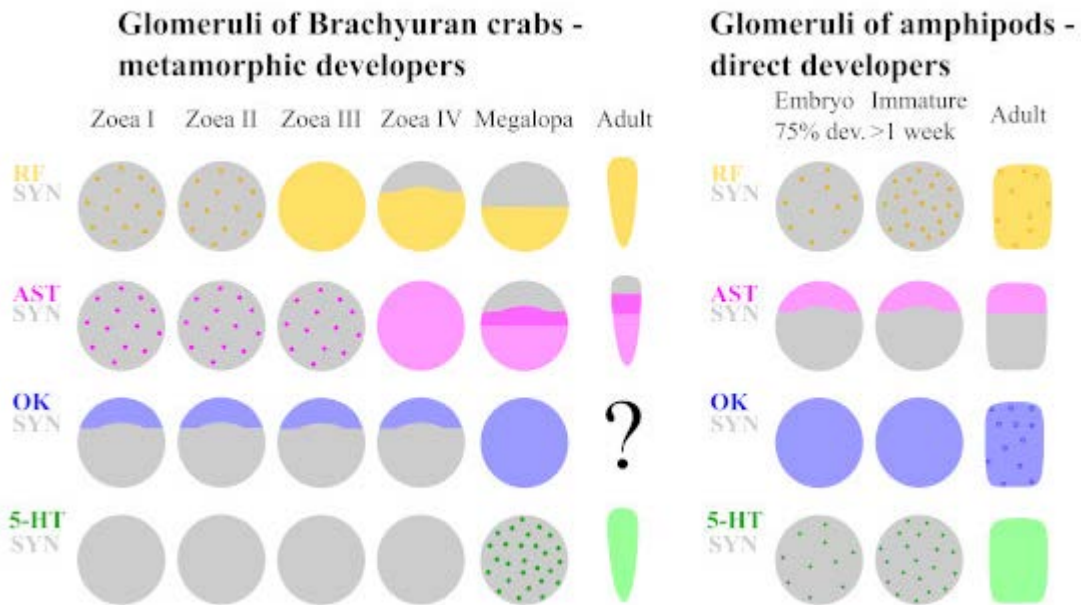 Glomeruli of Brachyuran crabs -
metamorphic developers
Zoea I Zoea II Zoea III Zoea IV Megalopa Adult
RF
SYN
AST
SYN
OK
SYN
?
5-HT
SYN
Glomeruli of amphipods -
direct developers
Embryo Immature Adult
75% dev. >1 week
RF
SYN
AST
SYN
OK
SYN
5-HT
SYN